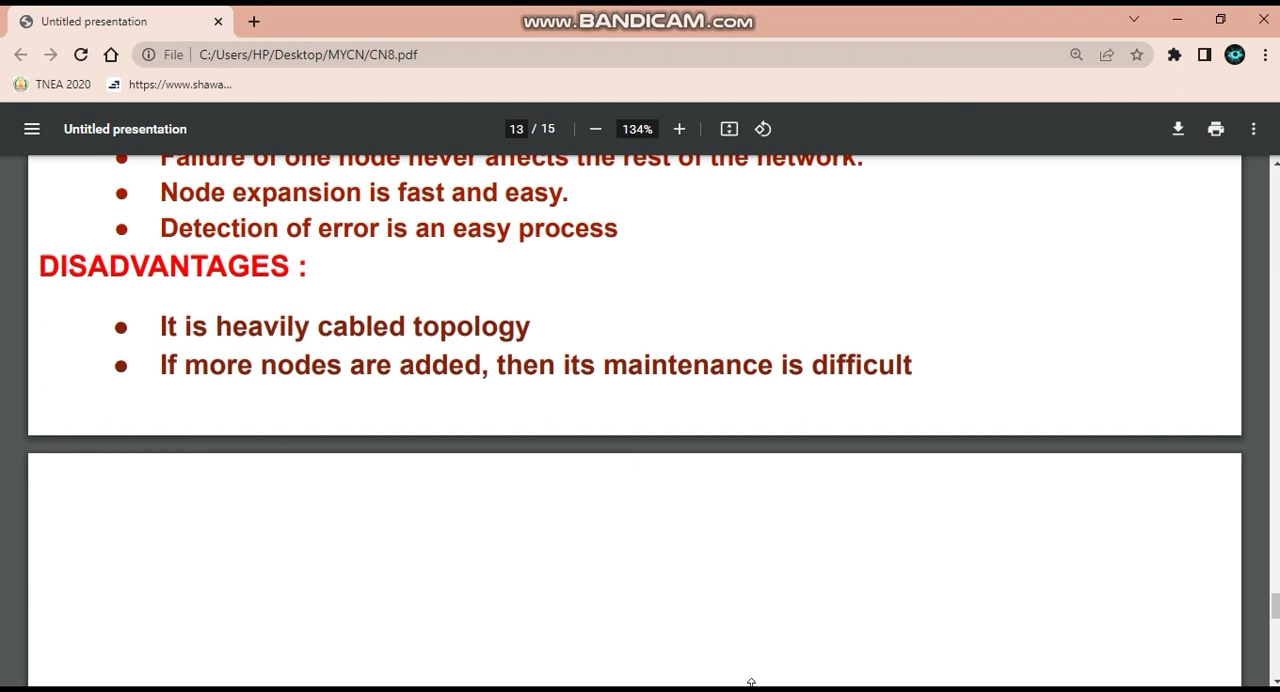 Untitled presentation
www.BANDICAM.com
File
C:/Users/HP/Desktop/MYCN/CN8.pdf
TNEA 2020
https://www.shawa...
Untitled presentation
13 / 15
134%
Failure of one node never affects the rest of the network.
● Node expansion is fast and easy.
● Detection of error is an easy process
DISADVANTAGES :
● It is heavily cabled topology
● If more nodes are added, then its maintenance is difficult